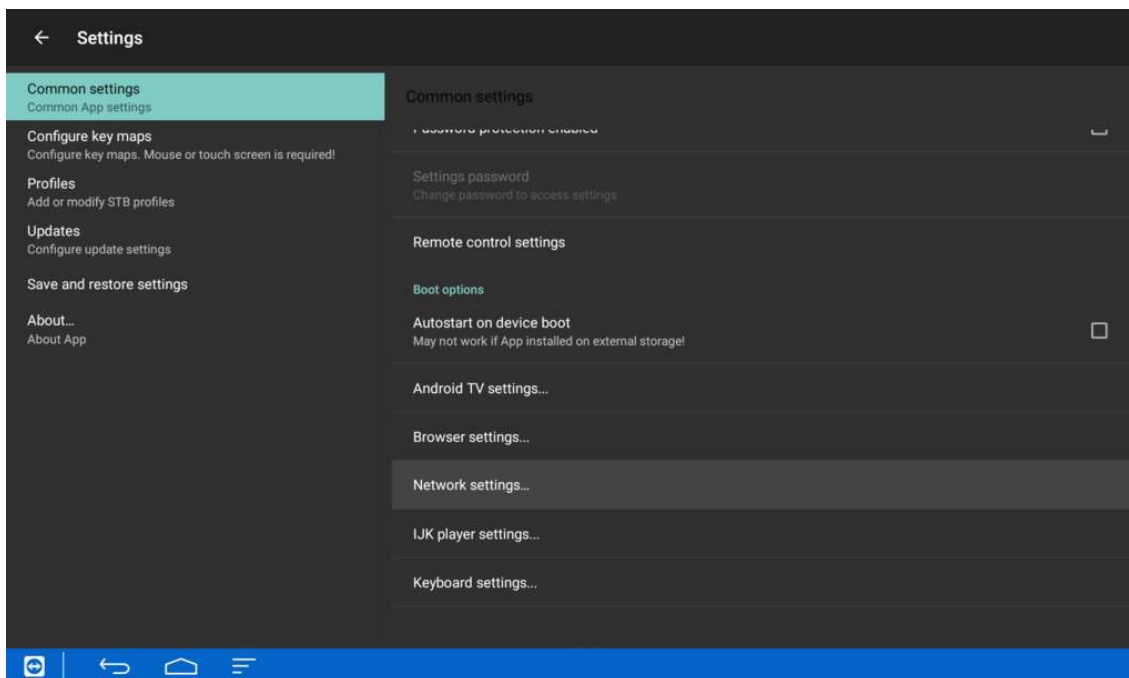 Settings
Common settings
Common App settings
Configure key maps
Configure key maps. Mouse or touch screen is required!
Profiles
Add or modify STB profiles
Updates
Configure update settings
Save and restore settings
About...
About App
Common settings
Password protection enabled
Settings password
Change password to access settings
Remote control settings
Boot options
Autostart on device boot
May not work if App installed on external storage!
Android TV settings...
Browser settings...
Network settings...
IJK player settings...
Keyboard settings...